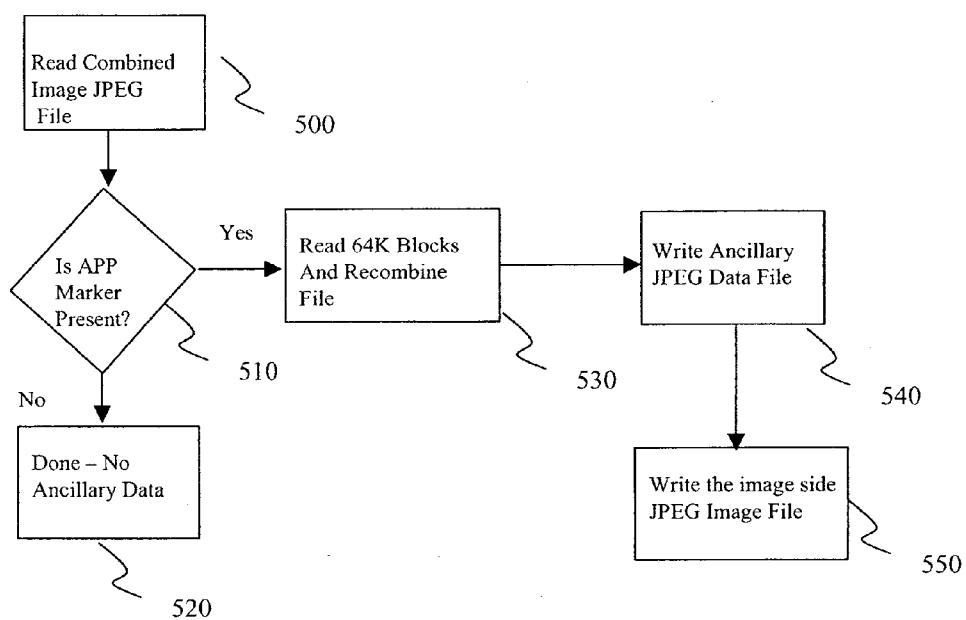 Read Combined
Image JPEG
File
500
Is APP
Marker
Present?
510
Yes
No
Read 64K Blocks
And Recombine
File
530
Write Ancillary
JPEG Data File
540
Done – No
Ancillary Data
520
Write the image side
JPEG Image File
550